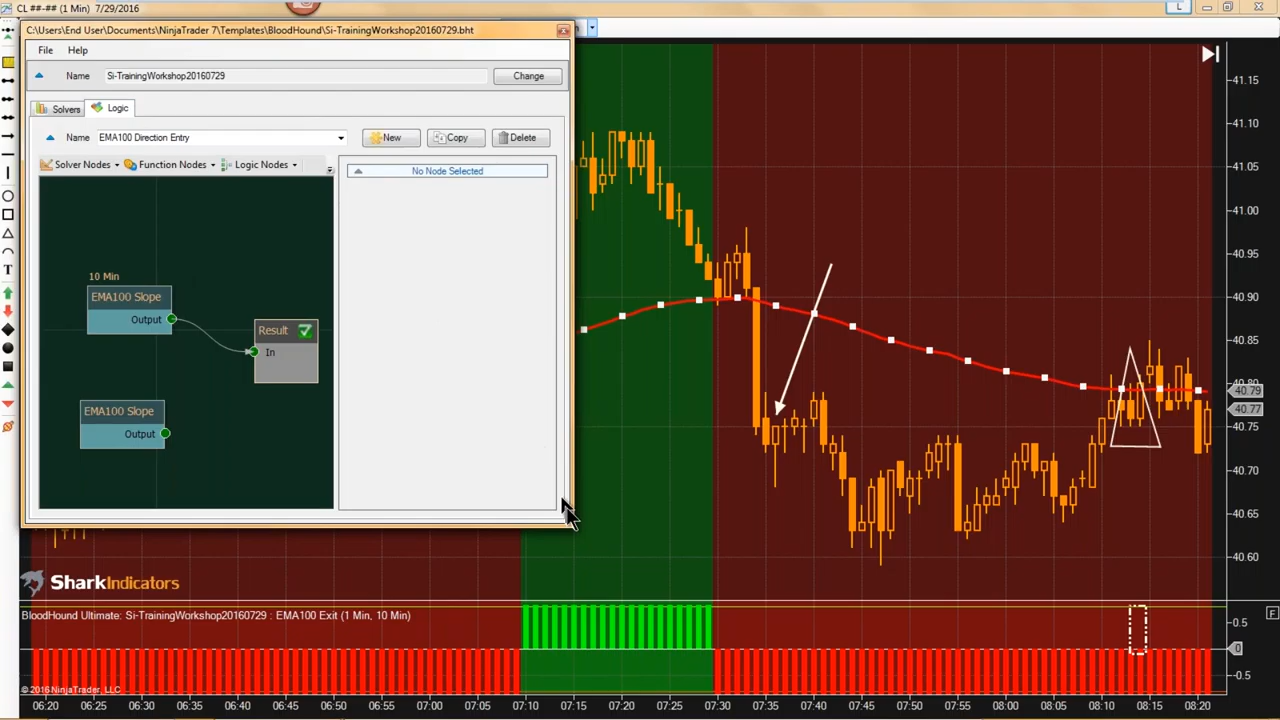 CL ##-## (1 Min)  7/29/2016
L
C:\Users\End User\Documents\NinjaTrader 7\Templates\BloodHound\Si-TrainingWorkshop20160729.bht
File Help
Name Si-TrainingWorkshop20160729 Change
Solvers Logic
Name EMA100 Direction Entry New Copy Delete
Solver Nodes Function Nodes Logic Nodes
No Node Selected
10 Min
EMA100 Slope
Output
Result
In
EMA100 Slope
Output
41.15
41.10
41.05
41.00
40.95
40.90
40.85
40.80
40.79
40.77
40.75
40.70
40.65
40.60
SharkIndicators
BloodHound Ultimate: Si-TrainingWorkshop20160729 : EMA100 Exit (1 Min, 10 Min)
F
0.5
0
-0.5
© 2016 NinjaTrader, LLC
06:20 06:25 06:30 06:35 06:40 06:45 06:50 06:55 07:00 07:05 07:10 07:15 07:20 07:25 07:30 07:35 07:40 07:45 07:50 07:55 08:00 08:05 08:10 08:15 08:20